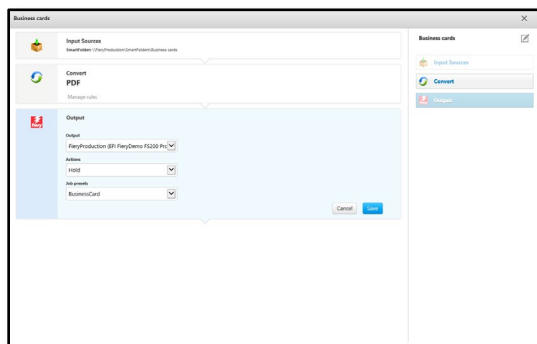 Business cards
Input Sources
SmartFolder: \\FieryProduction\SmartFolders\Business cards
Convert
PDF
Manage rules
Output
Output
FieryProduction (EFI FieryDemo FS200 Pro
Actions
Hold
Job presets
BusinessCard
Cancel
Save
Business cards
Input Sources
Convert
Output